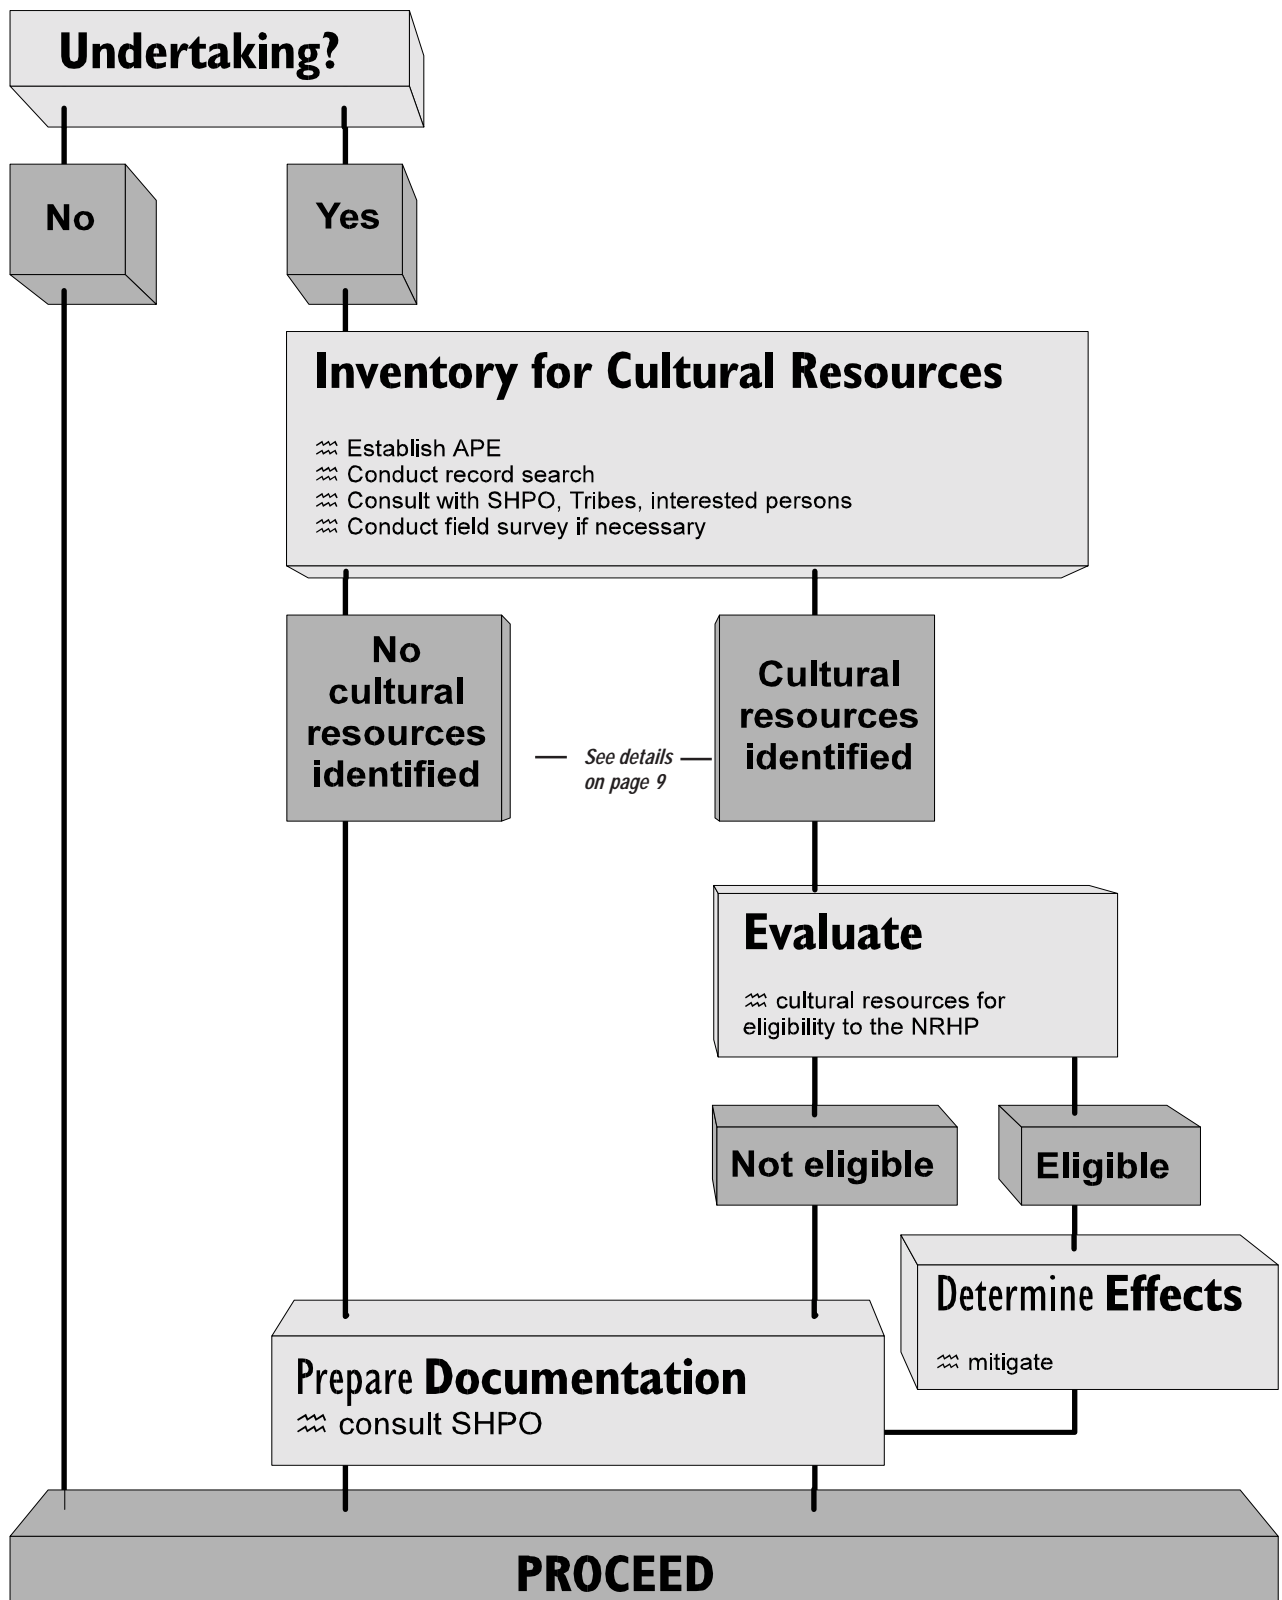 Undertaking?
No
Yes
Inventory for Cultural Resources
Establish APE
Conduct record search
Consult with SHPO, Tribes, interested persons
Conduct field survey if necessary
No
cultural
resources
identified
See details
on page 9
Cultural
resources
identified
Evaluate
cultural resources for
eligibility to the NRHP
Not eligible
Eligible
Determine Effects
mitigate
Prepare Documentation
consult SHPO
PROCEED